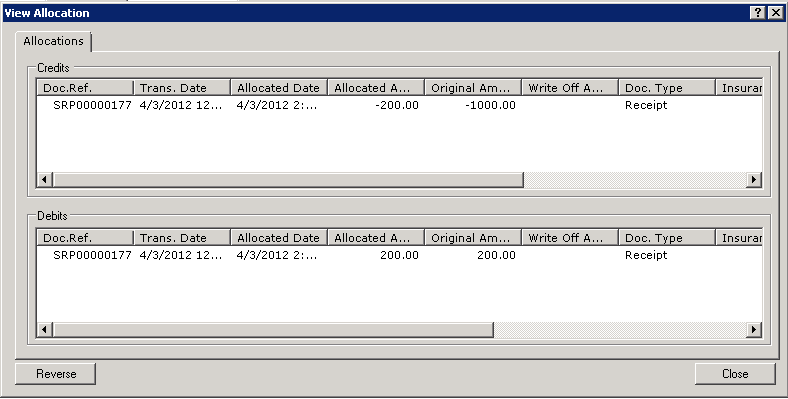 View Allocation
Allocations
Credits
Doc.Ref. Trans. Date Allocated Date Allocated A... Original Am... Write Off A... Doc. Type Insurar
SRP00000177 4/3/2012 12... 4/3/2012 2:... -200.00 -1000.00 Receipt
Debits
Doc.Ref. Trans. Date Allocated Date Allocated A... Original Am... Write Off A... Doc. Type Insurar
SRP00000177 4/3/2012 12... 4/3/2012 2:... 200.00 200.00 Receipt
Reverse Close